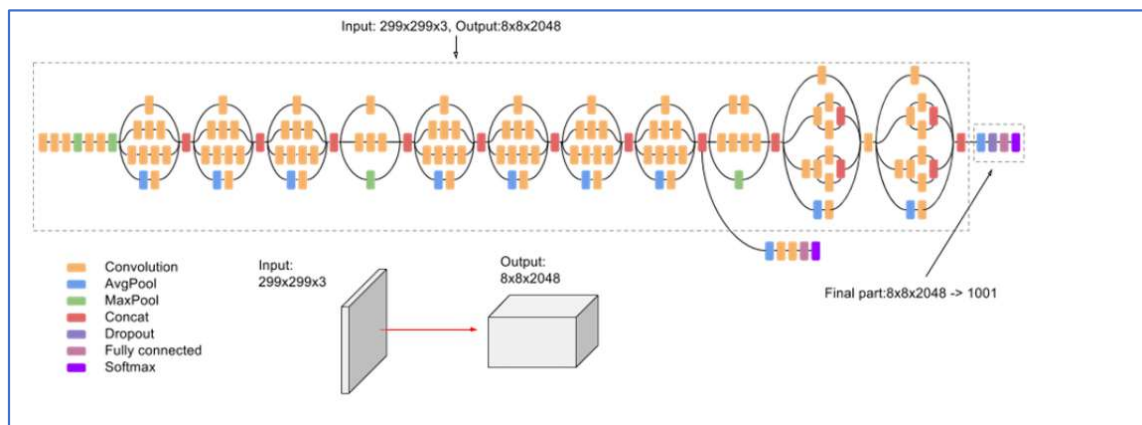 Input: 299x299x3, Output:8x8x2048
Convolution
AvgPool
MaxPool
Concat
Dropout
Fully connected
Softmax
Input:
299x299x3
Output:
8x8x2048
Final part:8x8x2048 -> 1001